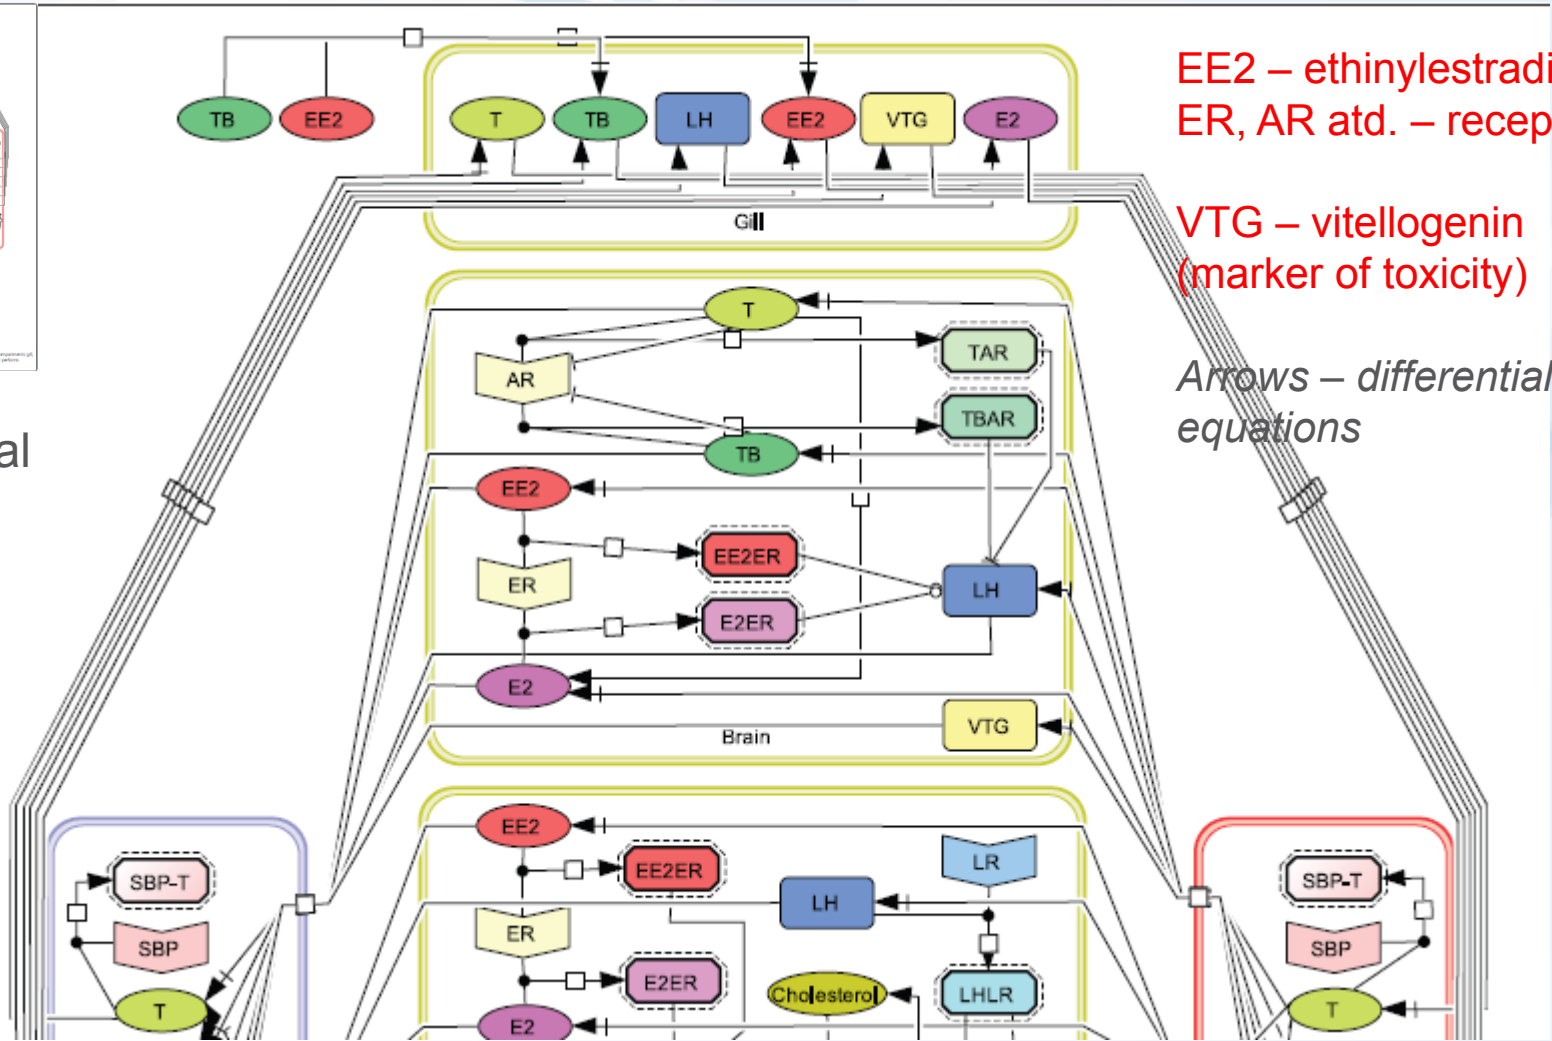 EE2 – ethinylestradi
ER, AR atd. – recep
TB
EE2
T
TB
LH
EE2
VTG
E2
Gill
VTG – vitellogenin
(marker of toxicity)
T
TAR
AR
Arrows – differential
equations
TBAR
TB
al
EE2
EE2ER
ER
LH
E2ER
E2
VTG
Brain
EE2
LR
EE2ER
SBP-T
SBP-T
LH
ER
SBP
SBP
E2ER
Cholesterol
LHLR
T
T
E2